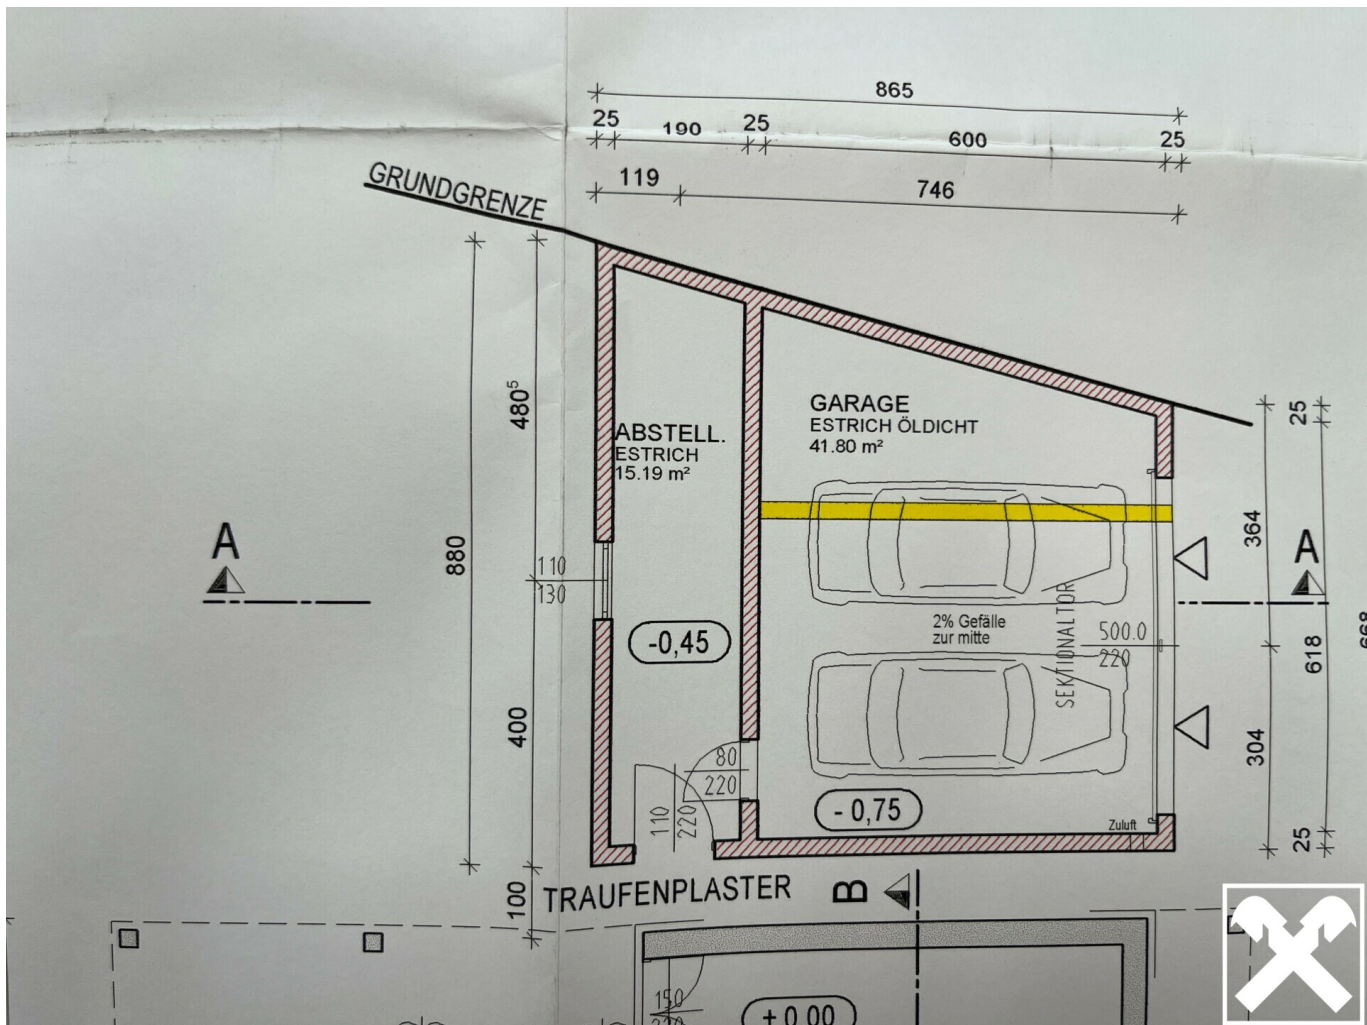 865
25
190
25
600
25
119
746
GRUNDGRENZE
480⁵
880
110
130
400
100
ABSTELL.
ESTRICH
15.19 m²
GARAGE
ESTRICH ÖLDICHT
41.80 m²
A
A
25
364
618
668
304
25
2% Gefälle
zur mitte
SEKTIONALTOR
500.0
220
-0,45
- 0,75
80
220
110
220
Zuluft
TRAUFENPLASTER
B
150
+ 0,00